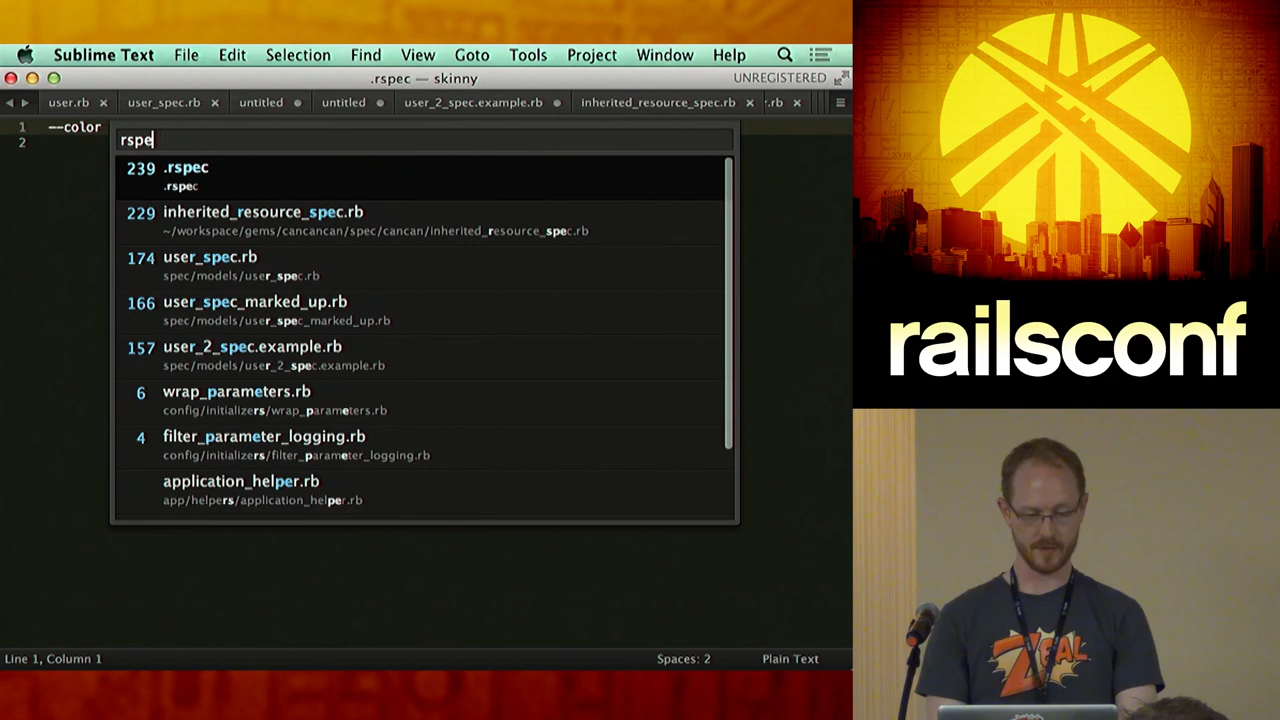 Sublime Text File Edit Selection Find View Goto Tools Project Window Help
.rspec — skinny
UNREGISTERED
user.rb user_spec.rb untitled untitled user_2_spec.example.rb inherited_resource_spec.rb .rb
1 --color
2
rspe
239 .rspec
.rspec
229 inherited_resource_spec.rb
~/workspace/gems/cancancan/spec/cancan/inherited_resource_spec.rb
174 user_spec.rb
spec/models/user_spec.rb
166 user_spec_marked_up.rb
spec/models/user_spec_marked_up.rb
157 user_2_spec.example.rb
spec/models/user_2_spec.example.rb
6 wrap_parameters.rb
config/initializers/wrap_parameters.rb
4 filter_parameter_logging.rb
config/initializers/filter_parameter_logging.rb
application_helper.rb
app/helpers/application_helper.rb
Line 1, Column 1
Spaces: 2
Plain Text
railsconf
ZEAL